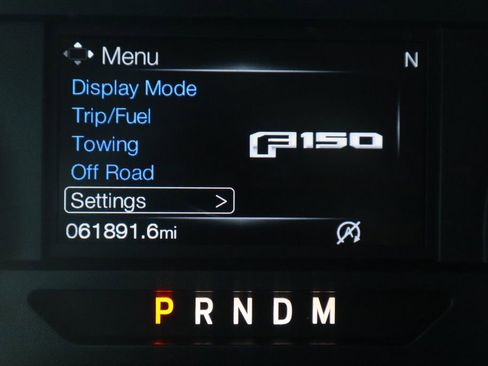 Menu N
Display Mode
Trip/Fuel
Towing
F150
Off Road
Settings >
061891.6mi
P R N D M